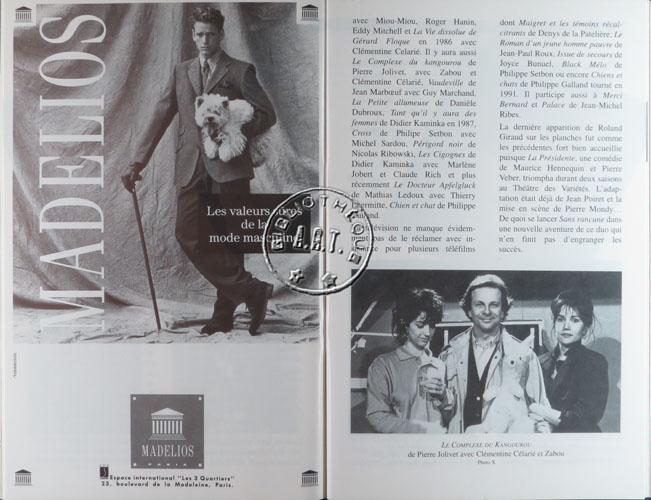 MADELIOS
Les valeurs sûres
de la
mode masculine
MADELIOS
PARIS
Espace international "Les 3 Quartiers"
23, boulevard de la Madeleine, Paris.
BIBLIOTHÈQUE
A.R.T.
avec Miou-Miou, Roger Hanin,
Eddy Mitchell et La Vie dissolue de
Gérard Floque en 1986 avec
Clémentine Célarié. Il y aura aussi
Le Complexe du kangourou de
Pierre Jolivet, avec Zabou et
Clémentine Célarié, Vaudeville de
Jean Marbœuf avec Guy Marchand,
La Petite allumeuse de Danièle
Dubroux, Tant qu'il y aura des
femmes de Didier Kaminka en 1987,
Cross de Philipe Setbon avec
Michel Sardou, Périgord noir de
Nicolas Ribowski, Les Cigognes de
Didier Kaminka avec Marlène
Jobert et Claude Rich et plus
récemment Le Docteur Apfelgluck
de Mathias Ledoux avec Thierry
Lhermitte, Chien et chat de Philippe
Galland.
télévision ne manque évidem-
ment pas de le réclamer avec in-
pour plusieurs téléfilms
dont Maigret et les témoins récal-
citrants de Denys de la Patelière, Le
Roman d'un jeune homme pauvre de
Jean-Paul Roux, Issue de secours de
Joyce Bunuel, Black Mélo de
Philippe Setbon ou encore Chiens et
chats de Philippe Galland tourné en
1991. Il participe aussi à Merci
Bernard et Palace de Jean-Michel
Ribes.
La dernière apparition de Roland
Giraud sur les planches fut comme
les précédentes fort bien accueillie
puisque La Présidente, une comédie
de Maurice Hennequin et Pierre
Veber, triompha durant deux saisons
au Théâtre des Variétés. L'adap-
tation était déjà de Jean Poiret et la
mise en scène de Pierre Mondy...
De quoi se lancer Sans rancune dans
une nouvelle aventure de ce duo qui
n'en finit pas d'engranger les
succès.
LE COMPLEXE DU KANGOUROU
de Pierre Jolivet avec Clémentine Célarié et Zabou
Photo X